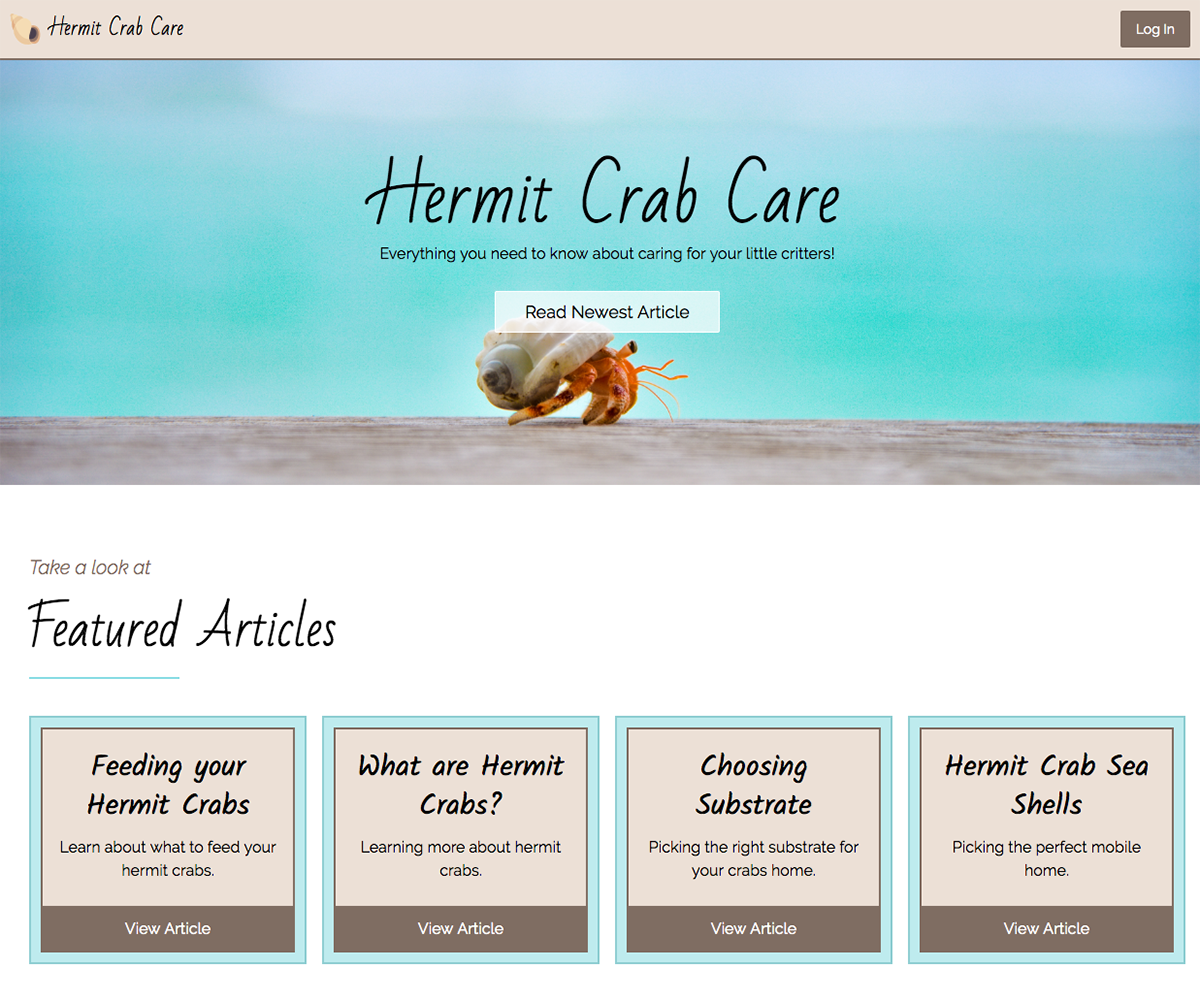 Hermit Crab Care
Log In
Hermit Crab Care
Everything you need to know about caring for your little critters!
Read Newest Article
Take a look at
Featured Articles
Feeding your
Hermit Crabs
Learn about what to feed your
hermit crabs.
View Article
What are Hermit
Crabs?
Learning more about hermit
crabs.
View Article
Choosing
Substrate
Picking the right substrate for
your crabs home.
View Article
Hermit Crab Sea
Shells
Picking the perfect mobile
home.
View Article